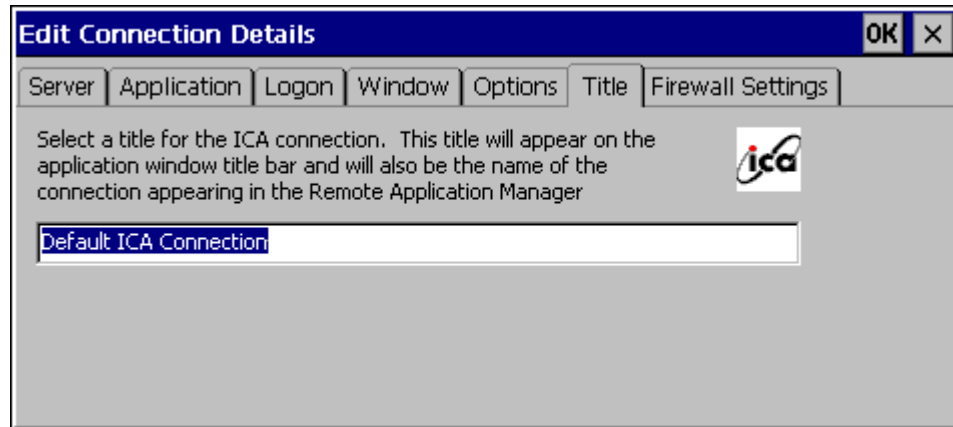 Edit Connection Details OK ×
Server Application Logon Window Options Title Firewall Settings
Select a title for the ICA connection. This title will appear on the
application window title bar and will also be the name of the
connection appearing in the Remote Application Manager
ica
Default ICA Connection